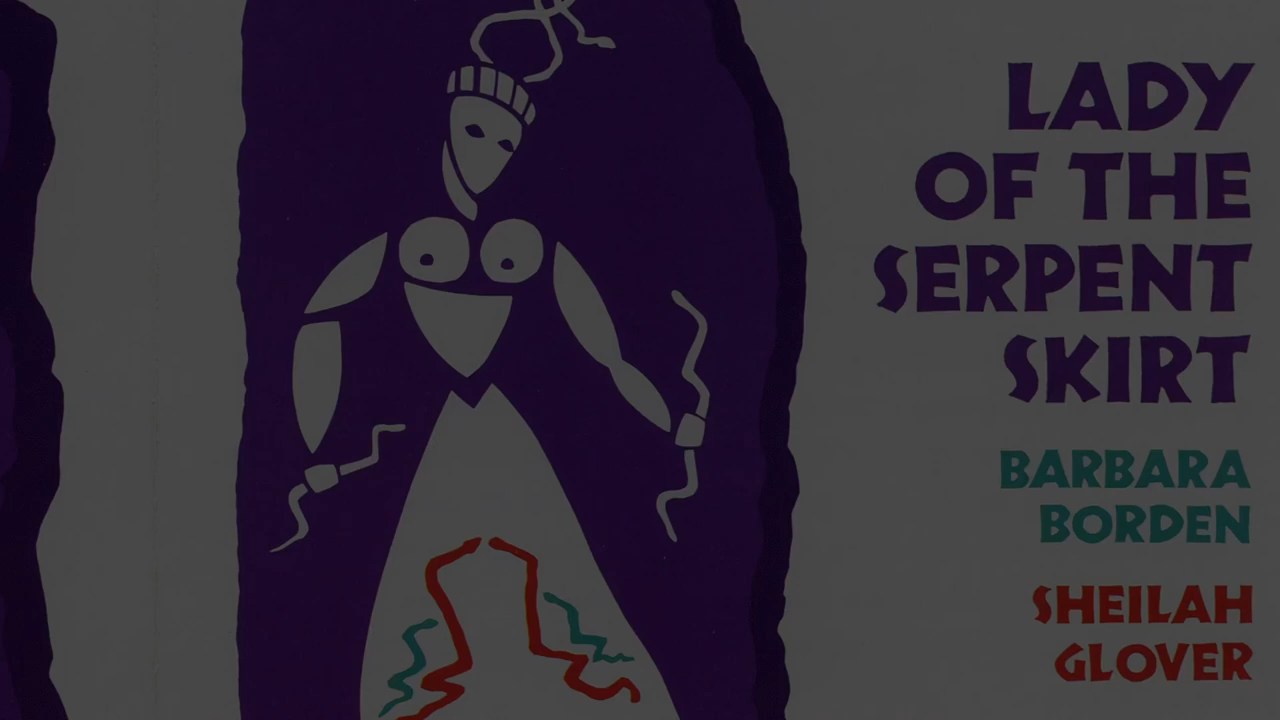 LADY
OF THE
SERPENT
SKIRT
BARBARA
BORDEN
SHEILAH
GLOVER